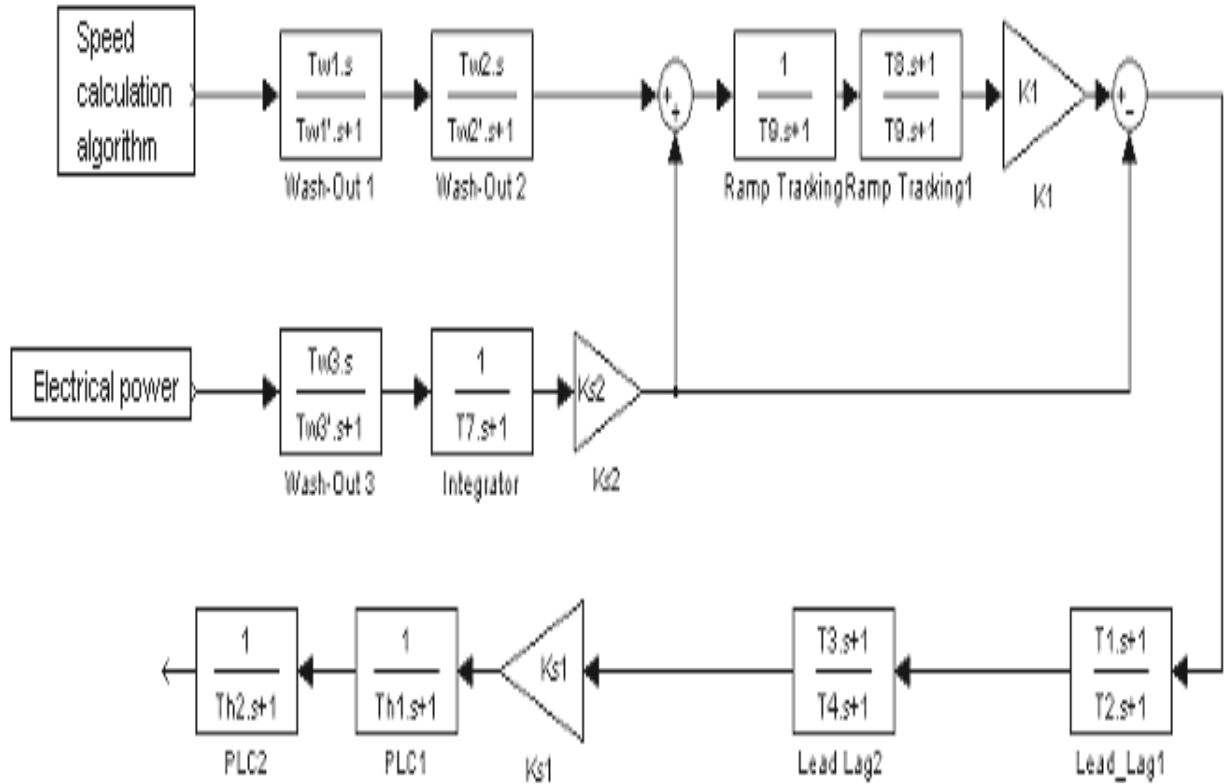 Speed
calculation
algorithm
Tw1.s
Tw1'.s+1
Wash-Out 1
Tw2.s
Tw2'.s+1
Wash-Out 2
+
+
1
T9.s+1
Ramp Tracking
T8.s+1
T9.s+1
Ramp Tracking1
K1
K1
+
-
Electrical power
Tw3.s
Tw3'.s+1
Wash-Out 3
1
T7.s+1
Integrator
Ks2
Ks2
1
Th2.s+1
PLC2
1
Th1.s+1
PLC1
Ks1
Ks1
T3.s+1
T4.s+1
Lead Lag2
T1.s+1
T2.s+1
Lead_Lag1